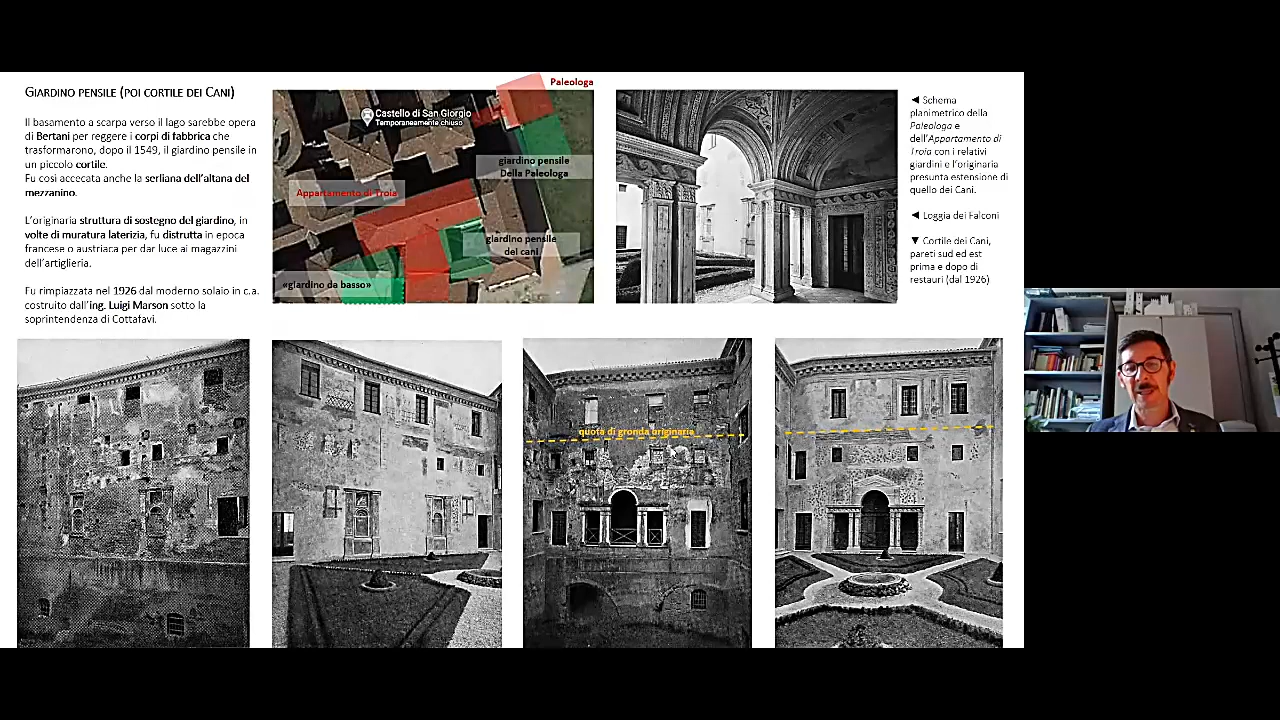 GIARDINO PENSILE (POI CORTILE DEI CANI)
Il basamento a scarpa verso il lago sarebbe opera
di Bertani per reggere i corpi di fabbrica che
trasformarono, dopo il 1549, il giardino pensile in
un piccolo cortile.
Fu così accecata anche la serliana dell'altana del
mezzanino.
L'originaria struttura di sostegno del giardino, in
volte di muratura laterizia, fu distrutta in epoca
francese o austriaca per dar luce ai magazzini
dell'artiglieria.
Fu rimpiazzata nel 1926 dal moderno solaio in c.a.
costruito dall'ing. Luigi Marson sotto la
soprintendenza di Cottafavi.
Paleologa
Castello di San Giorgio
Temporaneamente chiuso
giardino pensile
Della Paleologa
Appartamento di Troia
giardino pensile
dei cani
«giardino da basso»
◄ Schema
planimetrico della
Paleologa e
dell'Appartamento di
Troia con i relativi
giardini e l'originaria
presunta estensione di
quello dei Cani.
◄ Loggia dei Falconi
▼ Cortile dei Cani,
pareti sud ed est
prima e dopo di
restauri (dal 1926)
quota di gronda originaria